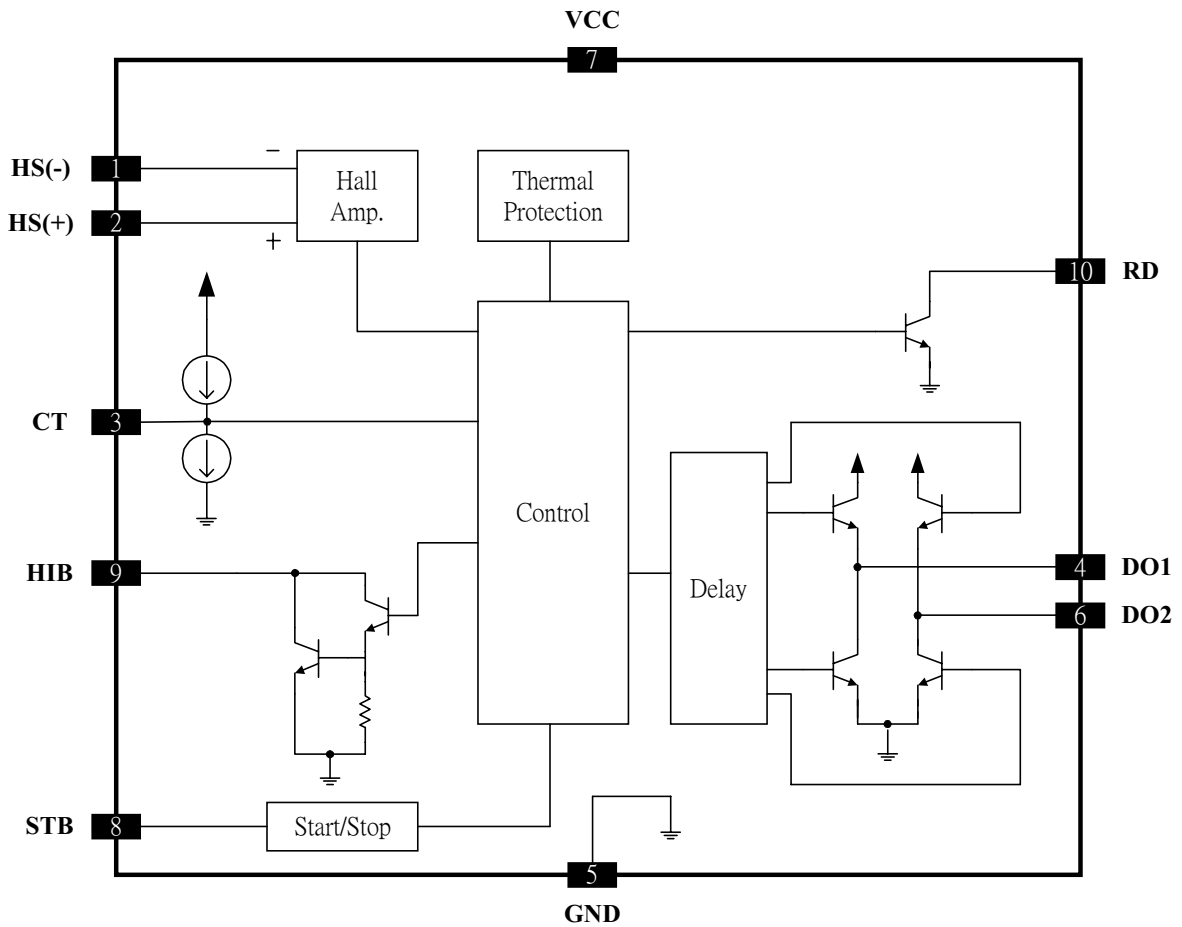 VCC
7
HS(-)
1
−
Hall
Amp.
Thermal
Protection
HS(+)
2
+
10
RD
CT
3
Control
HIB
9
Delay
4
DO1
6
DO2
STB
8
Start/Stop
5
GND